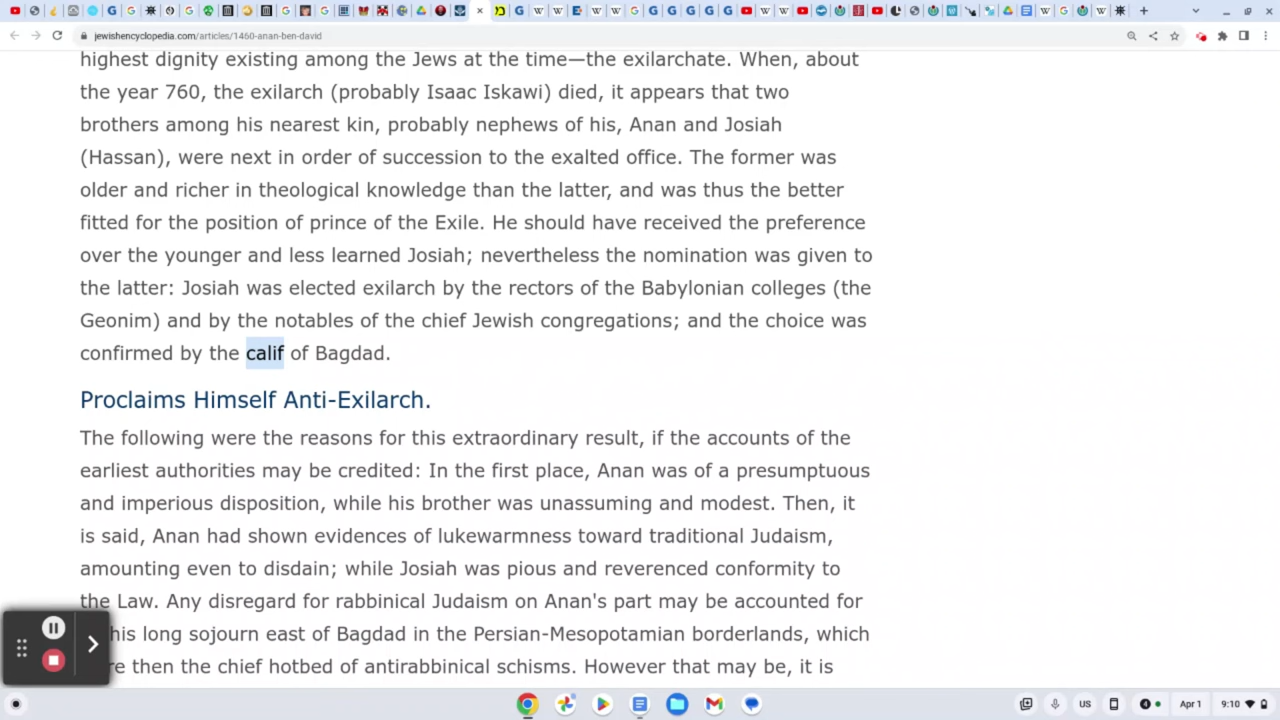 jewishencyclopedia.com/articles/1460-anan-ben-david
highest dignity existing among the Jews at the time—the exilarchate. When, about
the year 760, the exilarch (probably Isaac Iskawi) died, it appears that two
brothers among his nearest kin, probably nephews of his, Anan and Josiah
(Hassan), were next in order of succession to the exalted office. The former was
older and richer in theological knowledge than the latter, and was thus the better
fitted for the position of prince of the Exile. He should have received the preference
over the younger and less learned Josiah; nevertheless the nomination was given to
the latter: Josiah was elected exilarch by the rectors of the Babylonian colleges (the
Geonim) and by the notables of the chief Jewish congregations; and the choice was
confirmed by the calif of Bagdad.
Proclaims Himself Anti-Exilarch.
The following were the reasons for this extraordinary result, if the accounts of the
earliest authorities may be credited: In the first place, Anan was of a presumptuous
and imperious disposition, while his brother was unassuming and modest. Then, it
is said, Anan had shown evidences of lukewarmness toward traditional Judaism,
amounting even to disdain; while Josiah was pious and reverenced conformity to
the Law. Any disregard for rabbinical Judaism on Anan's part may be accounted for
his long sojourn east of Bagdad in the Persian-Mesopotamian borderlands, which
then the chief hotbed of antirabbinical schisms. However that may be, it is
US
4
Apr 1
9:10